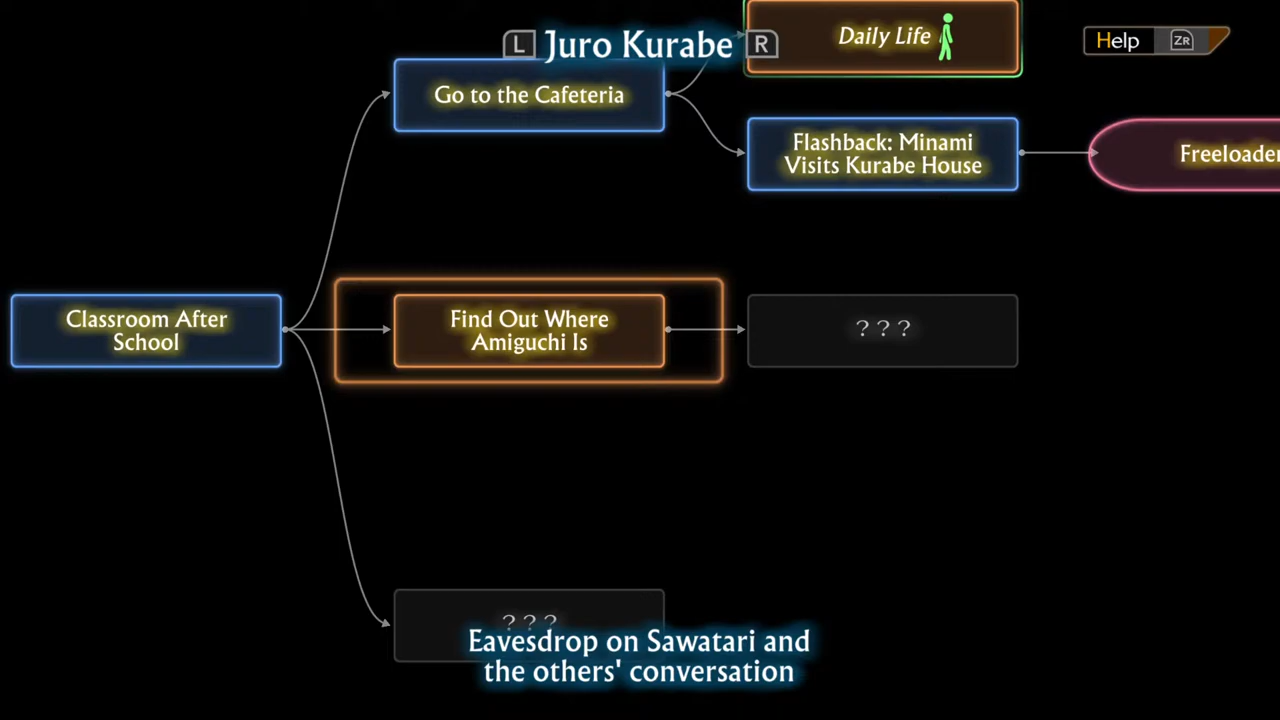 L Juro Kurabe R
Daily Life
Help ZR
Go to the Cafeteria
Flashback: Minami
Visits Kurabe House
Freeloader
Classroom After
School
Find Out Where
Amiguchi Is
???
???
Eavesdrop on Sawatari and
the others' conversation